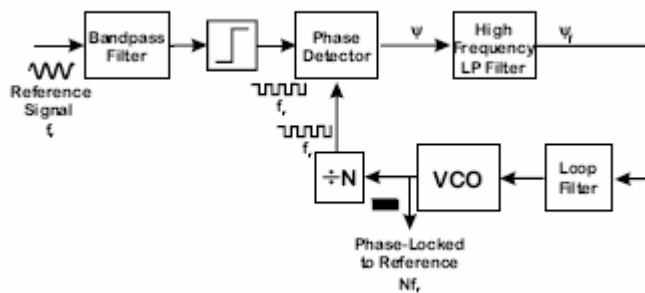 Bandpass
Filter
Phase
Detector
Ψ
High
Frequency
LP Filter
Ψf
Reference
Signal
fr
fr
fr
÷N
VCO
Loop
Filter
Phase-Locked
to Reference
Nfr